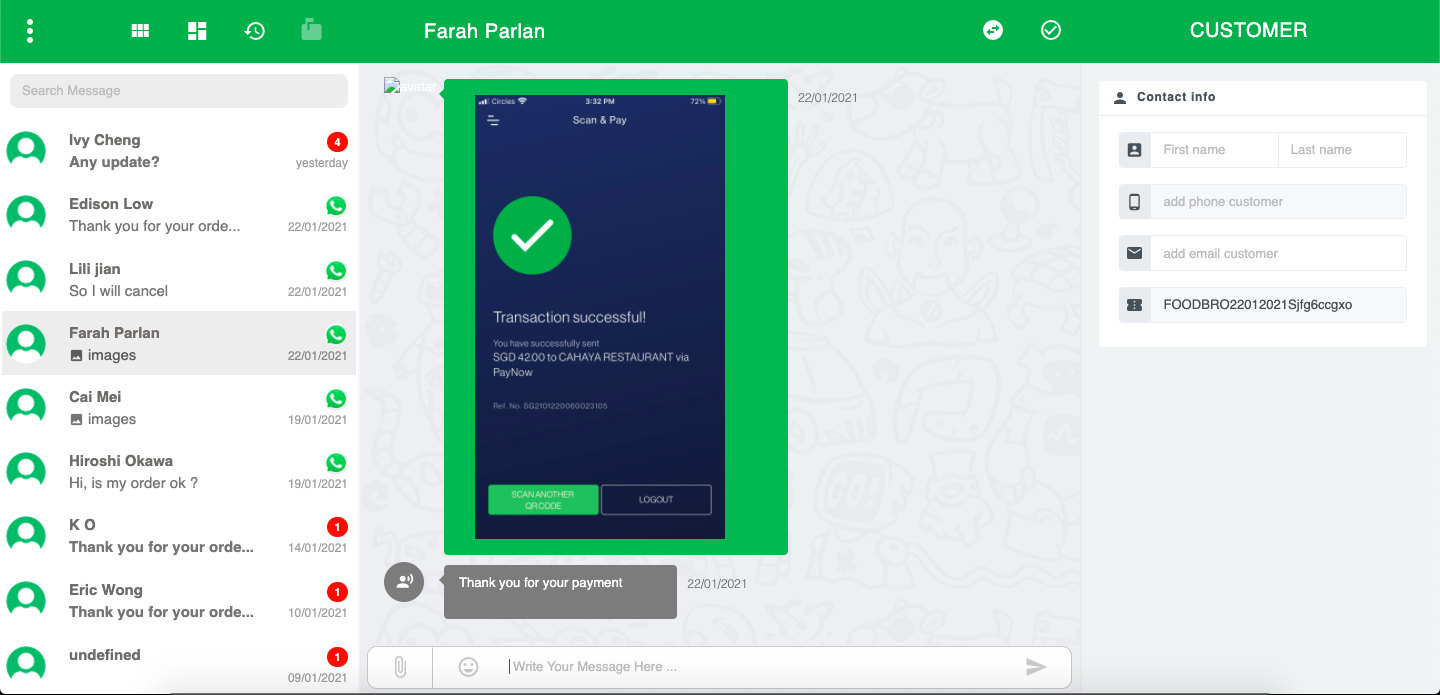 Farah Parlan
CUSTOMER
Search Message
Ivy Cheng
4
Any update?
yesterday
Edison Low
Thank you for your orde...
22/01/2021
Lili jian
So I will cancel
22/01/2021
Farah Parlan
images
22/01/2021
Cai Mei
images
19/01/2021
Hiroshi Okawa
Hi, is my order ok ?
19/01/2021
K O
1
Thank you for your orde...
14/01/2021
Eric Wong
1
Thank you for your orde...
10/01/2021
undefined
1
09/01/2021
avatar
22/01/2021
Circles
3:32 PM
72%
Scan & Pay
Transaction successful!
You have successfully sent
SGD 42.00 to CAHAYA RESTAURANT via
PayNow
Ref. No. SG2101220060023105
SCAN ANOTHER
QR CODE
LOGOUT
Thank you for your payment
22/01/2021
Write Your Message Here ...
Contact info
First name
Last name
add phone customer
add email customer
FOODBRO22012021Sjfg6ccgxo